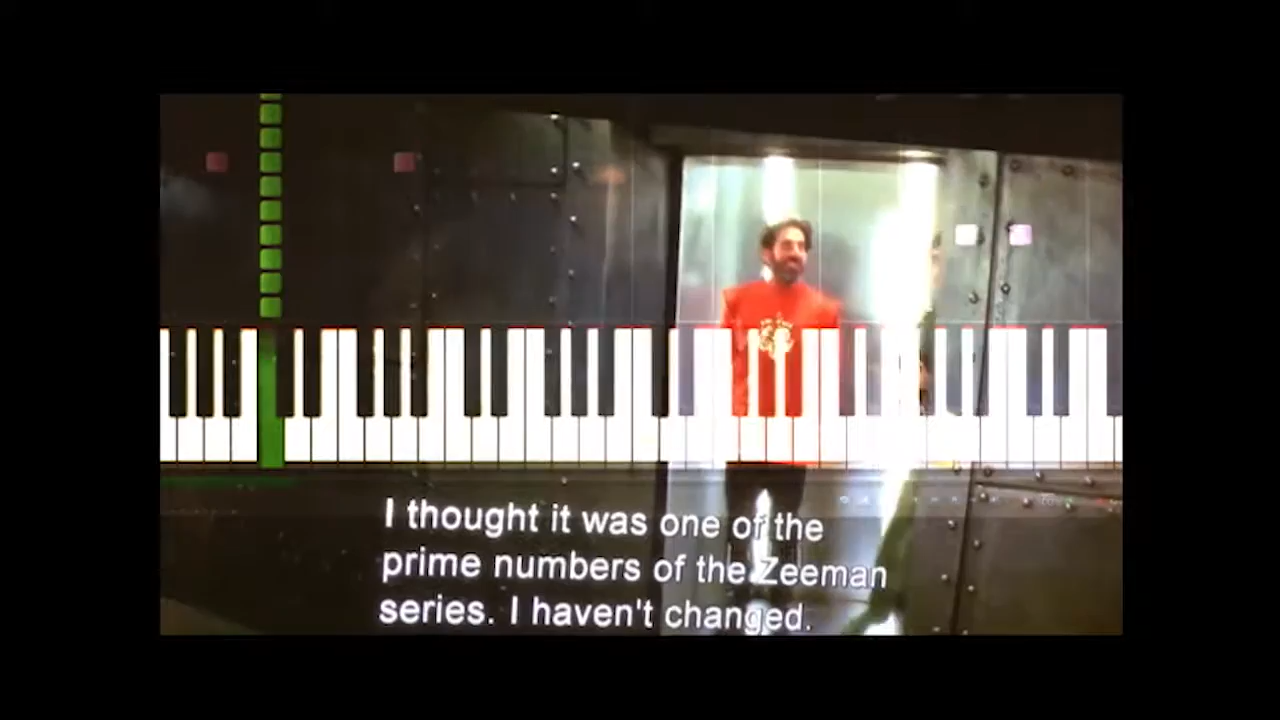 I thought it was one of the
prime numbers of the Zeeman
series. I haven't changed.